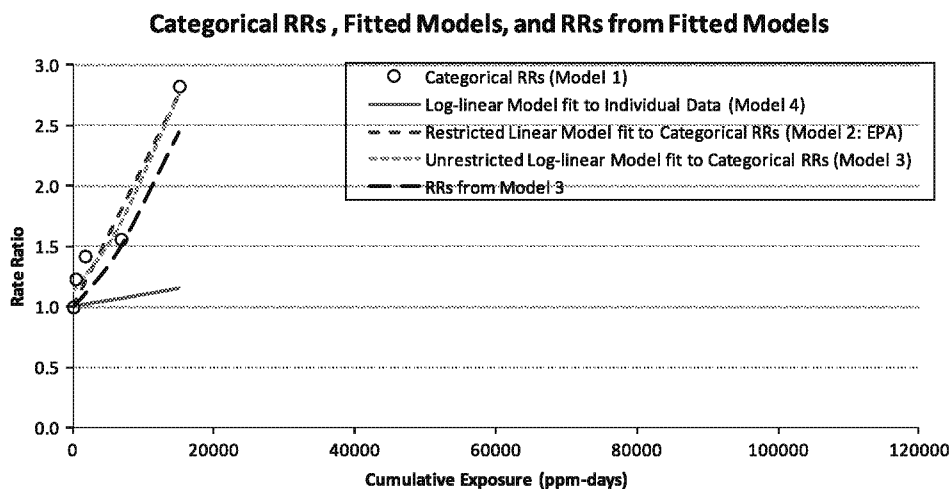 Categorical RRs , Fitted Models, and RRs from Fitted Models
3.0
2.5
2.0
1.5
1.0
0.5
0.0
Rate Ratio
Categorical RRs (Model 1)
Log-linear Model fit to Individual Data (Model 4)
Restricted Linear Model fit to Categorical RRs (Model 2: EPA)
Unrestricted Log-linear Model fit to Categorical RRs (Model 3)
RRs from Model 3
0 20000 40000 60000 80000 100000 120000
Cumulative Exposure (ppm-days)